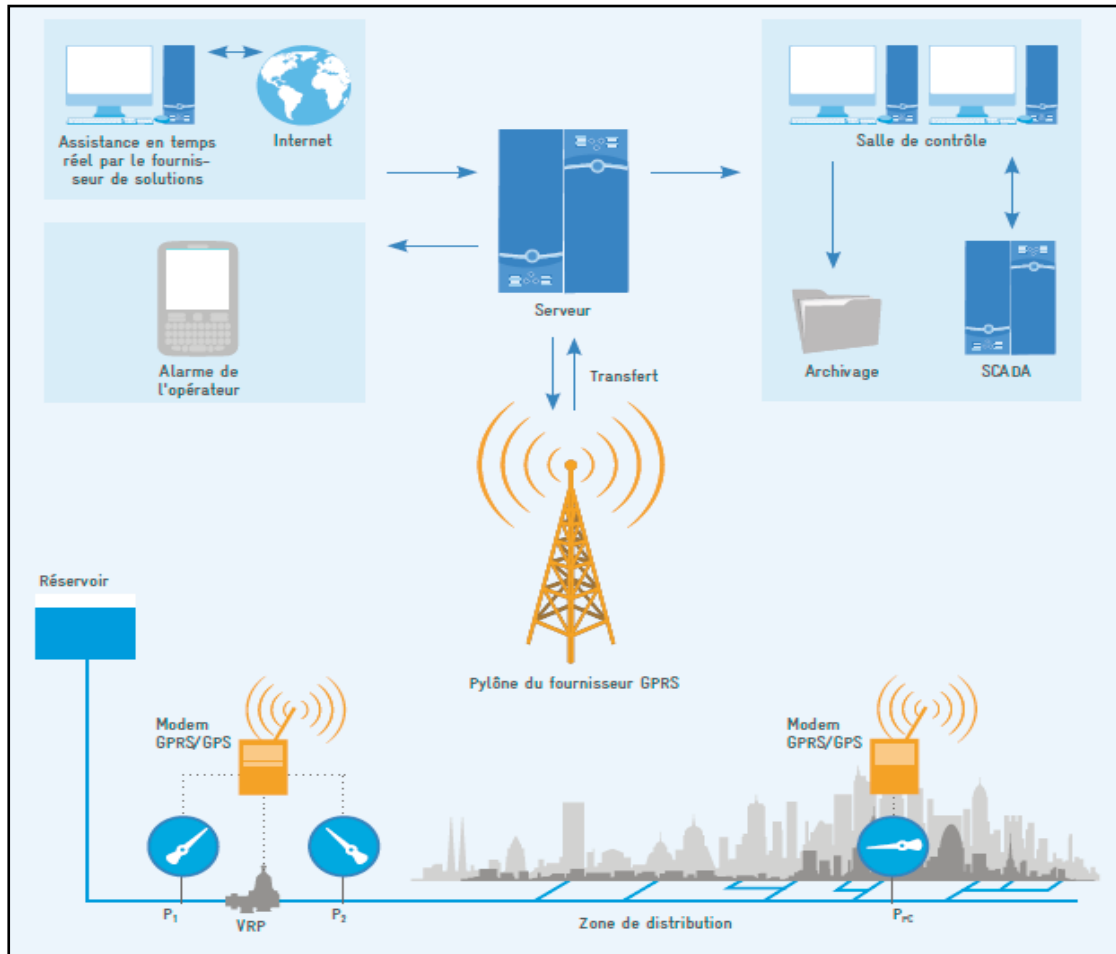 Assistance en temps
réel par le fournis-
seur de solutions
Internet
Salle de contrôle
Serveur
Alarme de
l'opérateur
Archivage
SCADA
Transfert
Réservoir
Pylône du fournisseur GPRS
Modem
GPRS/GPS
Modem
GPRS/GPS
P1
VRP
P2
Zone de distribution
PPC